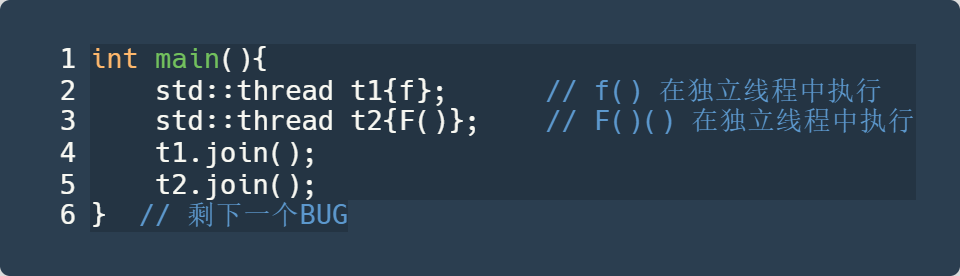 1 int main(){
2     std::thread t1{f};      // f() 在独立线程中执行
3     std::thread t2{F()};    // F()() 在独立线程中执行
4     t1.join();
5     t2.join();
6 }  // 剩下一个BUG